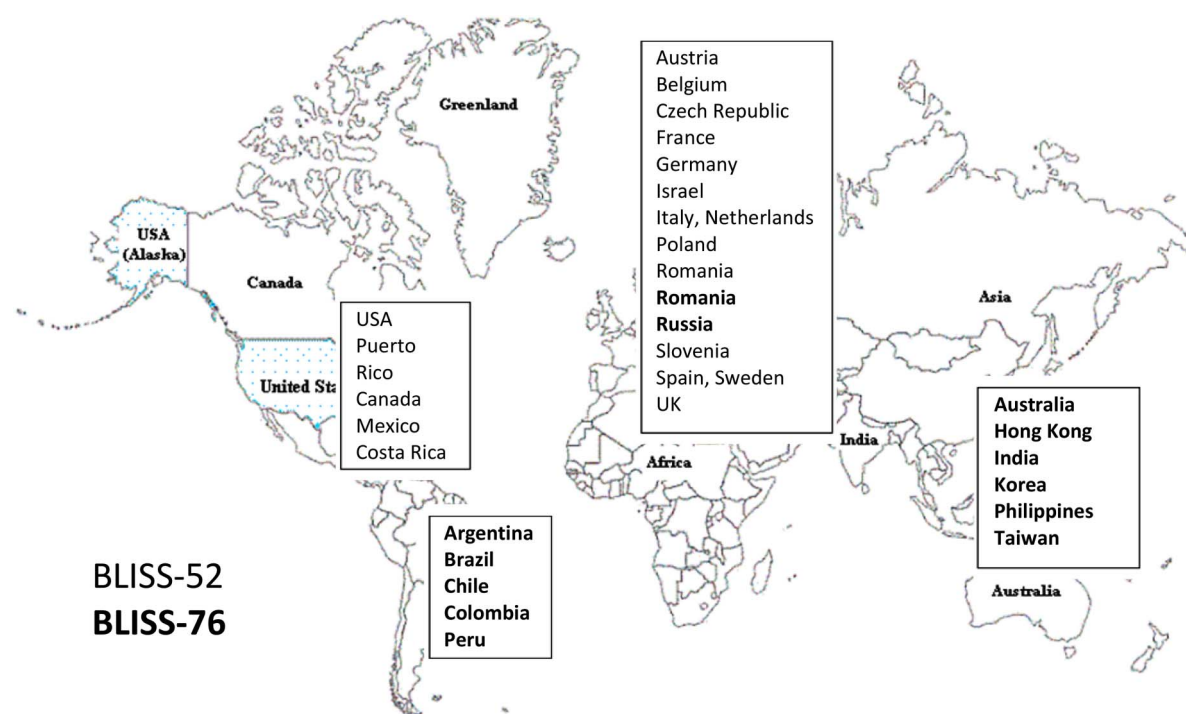 Greenland
USA
(Alaska)
Canada
United Sta
USA
Puerto
Rico
Canada
Mexico
Costa Rica
Austria
Belgium
Czech Republic
France
Germany
Israel
Italy, Netherlands
Poland
Romania
Romania
Russia
Slovenia
Spain, Sweden
UK
Asia
India
Africa
Australia
Hong Kong
India
Korea
Philippines
Taiwan
Argentina
Brazil
Chile
Colombia
Peru
Australia
BLISS-52
BLISS-76